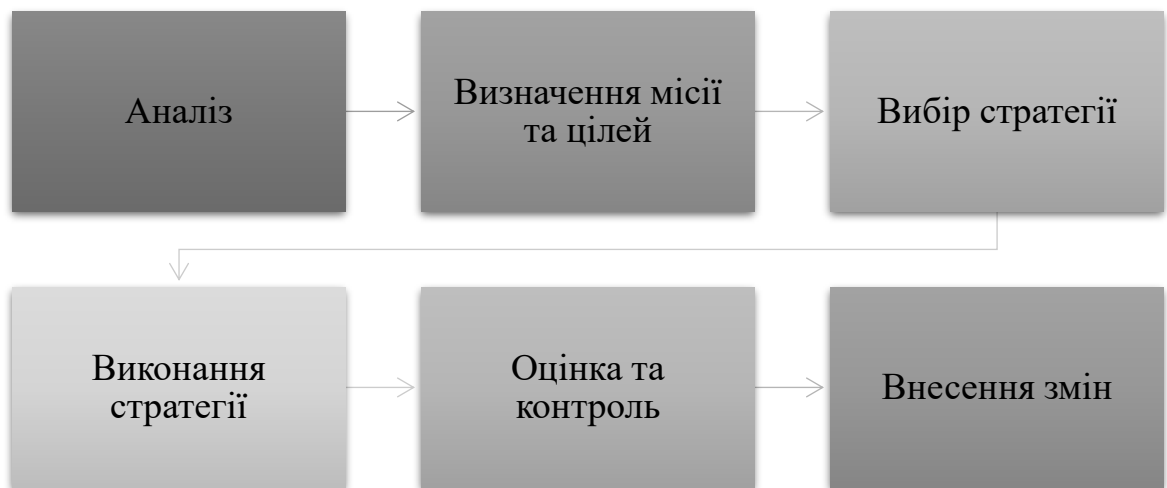 Аналіз
Визначення місії
та цілей
Вибір стратегії
Виконання
стратегії
Оцінка та
контроль
Внесення змін